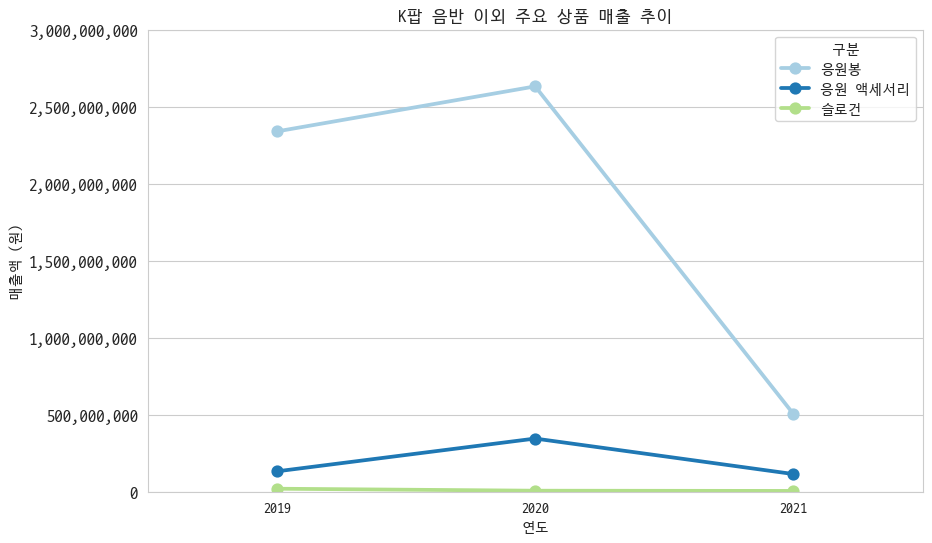 K팝 음반 이외 주요 상품 매출 추이
구분
응원봉
응원 액세서리
슬로건
매출액 (원)
3,000,000,000
2,500,000,000
2,000,000,000
1,500,000,000
1,000,000,000
500,000,000
0
2019
2020
2021
연도